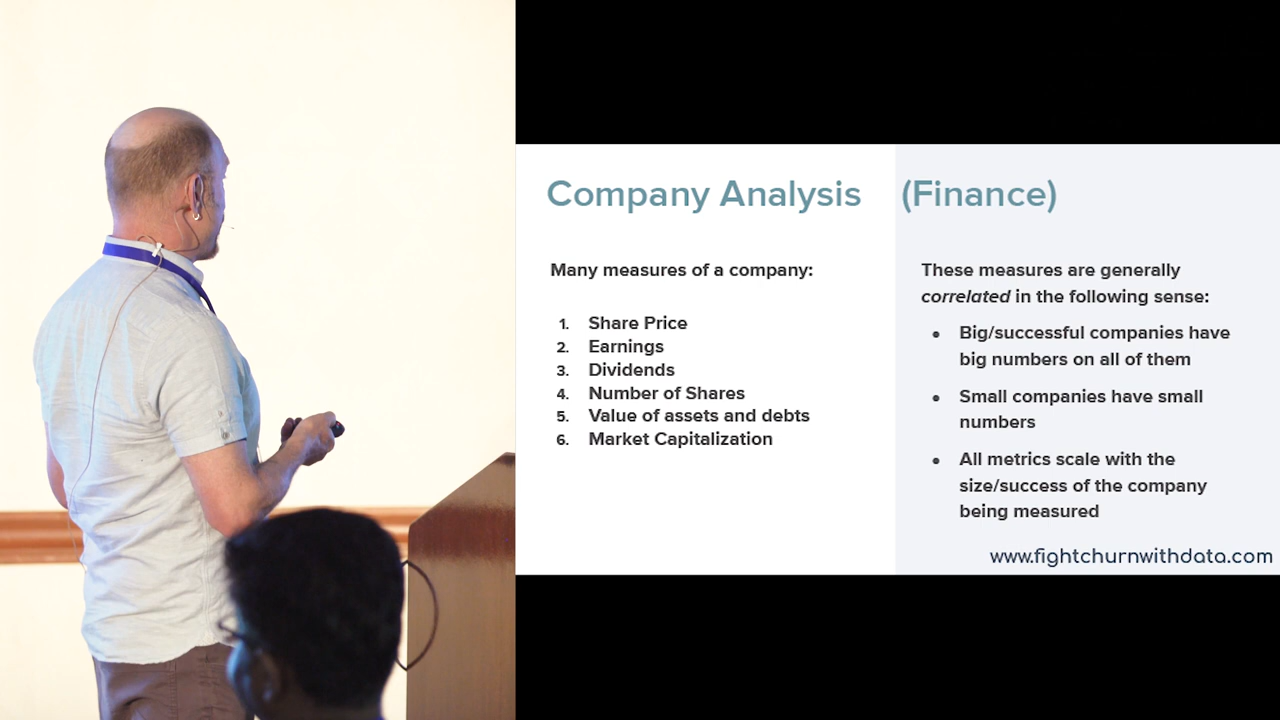 Company Analysis (Finance)
Many measures of a company:
1. Share Price
2. Earnings
3. Dividends
4. Number of Shares
5. Value of assets and debts
6. Market Capitalization
These measures are generally
correlated in the following sense:
• Big/successful companies have
big numbers on all of them
• Small companies have small
numbers
• All metrics scale with the
size/success of the company
being measured
www.fightchurnwithdata.com